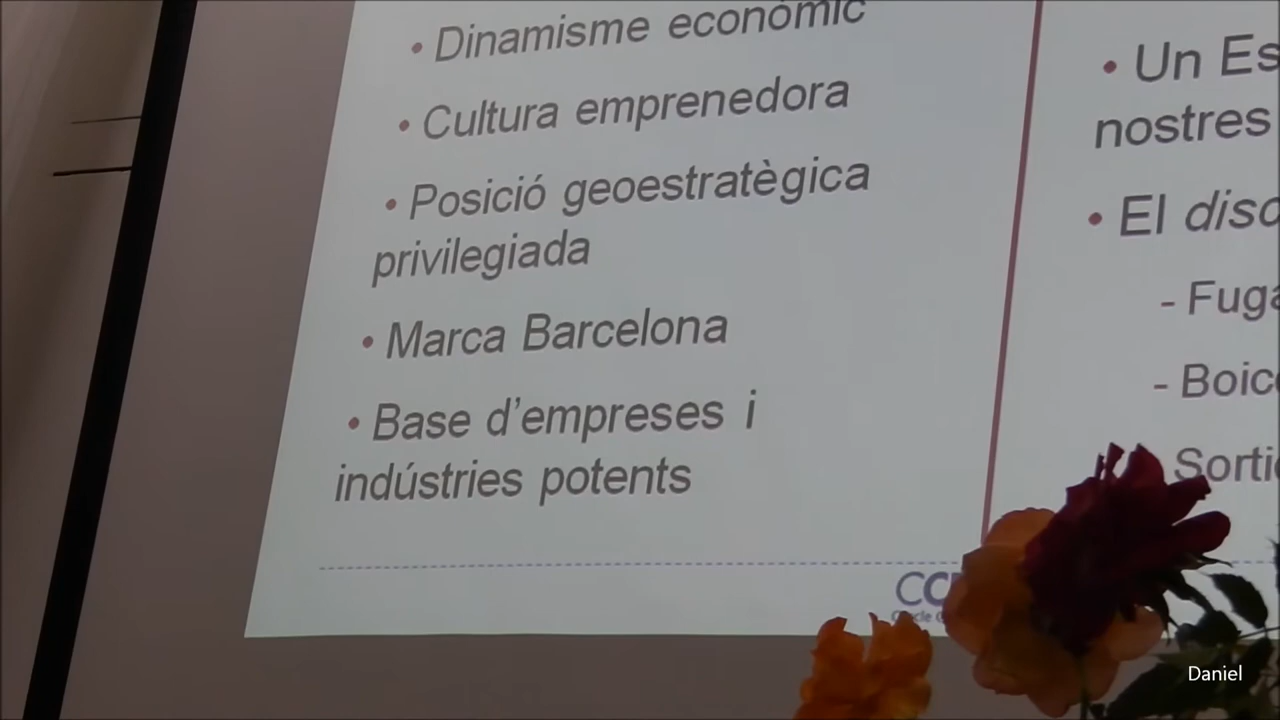 • Dinamisme econòmic
• Cultura emprenedora
• Posició geoestratègica
privilegiada
• Marca Barcelona
• Base d'empreses i
indústries potents
• Un Es
nostres
• El disc
- Fuga
- Boic
Sorti
CC
Daniel